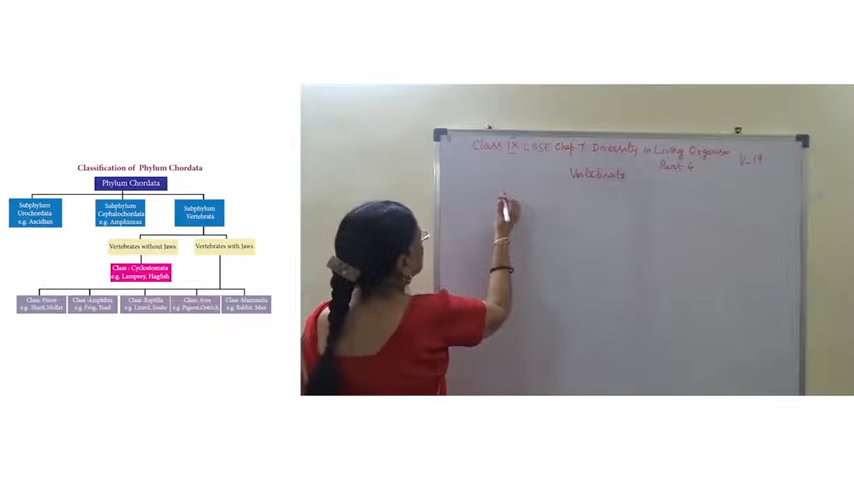 Classification of Phylum Chordata
Phylum Chordata
Subphylum
Urochordata
e.g. Ascidian
Subphylum
Cephalochordata
e.g. Amphioxus
Subphylum
Vertebrata
Vertebrates without Jaws
Vertebrates with Jaws
Class : Cyclostomata
e.g. Lamprey, Hagfish
Class: Pisces
e.g. Shark,Mullet
Class :Amphibia
e.g. Frog, Toad
Class :Reptilia
e.g. Lizard, Snake
Class: Aves
e.g. Pigeon,Ostrich
Class :Mammalia
e.g. Rabbit, Man
Class IX CBSE Chap 7 Diversity in Living Organism
Part 4
V-19
Vertebrate